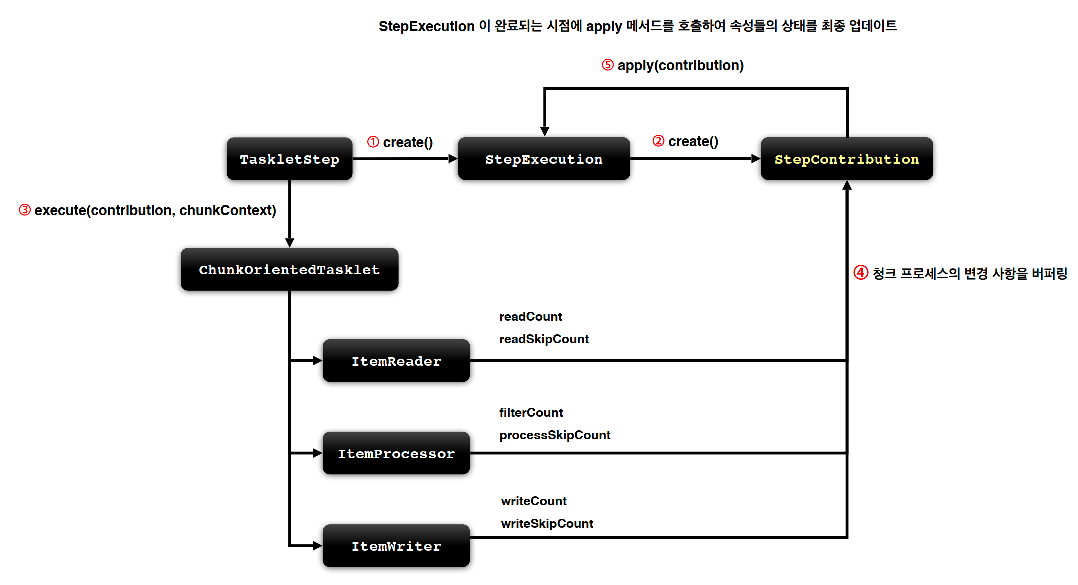 StepExecution 이 완료되는 시점에 apply 메서드를 호출하여 속성들의 상태를 최종 업데이트
⑤ apply(contribution)
TaskletStep
① create()
StepExecution
② create()
StepContribution
③ execute(contribution, chunkContext)
ChunkOrientedTasklet
④ 청크 프로세스의 변경 사항을 버퍼링
readCount
readSkipCount
ItemReader
filterCount
processSkipCount
ItemProcessor
writeCount
writeSkipCount
ItemWriter